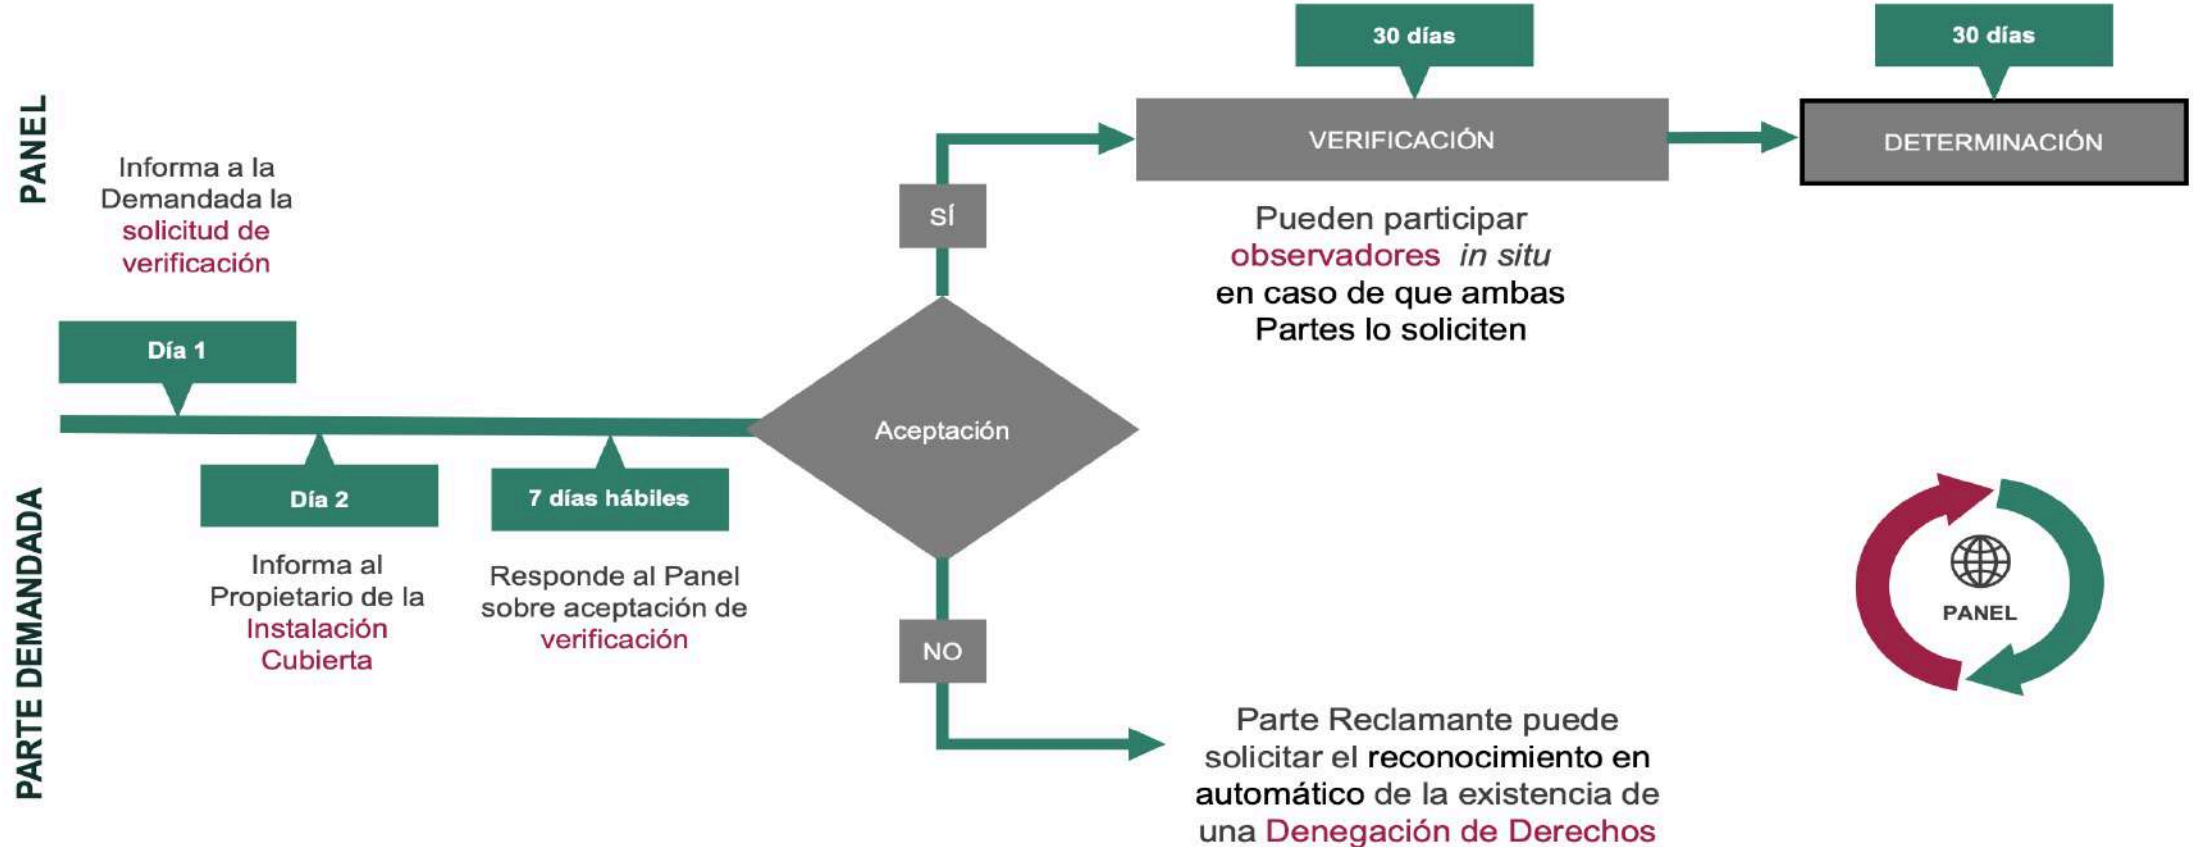 PANEL
Informa a la
Demandada la
solicitud de
verificación
Día 1
30 días
VERIFICACIÓN
30 días
DETERMINACIÓN
SÍ
Pueden participar
observadores in situ
en caso de que ambas
Partes lo soliciten
Aceptación
PARTE DEMANDADA
Día 2
Informa al
Propietario de la
Instalación
Cubierta
7 días hábiles
Responde al Panel
sobre aceptación de
verificación
NO
Parte Reclamante puede
solicitar el reconocimiento en
automático de la existencia de
una Denegación de Derechos
PANEL